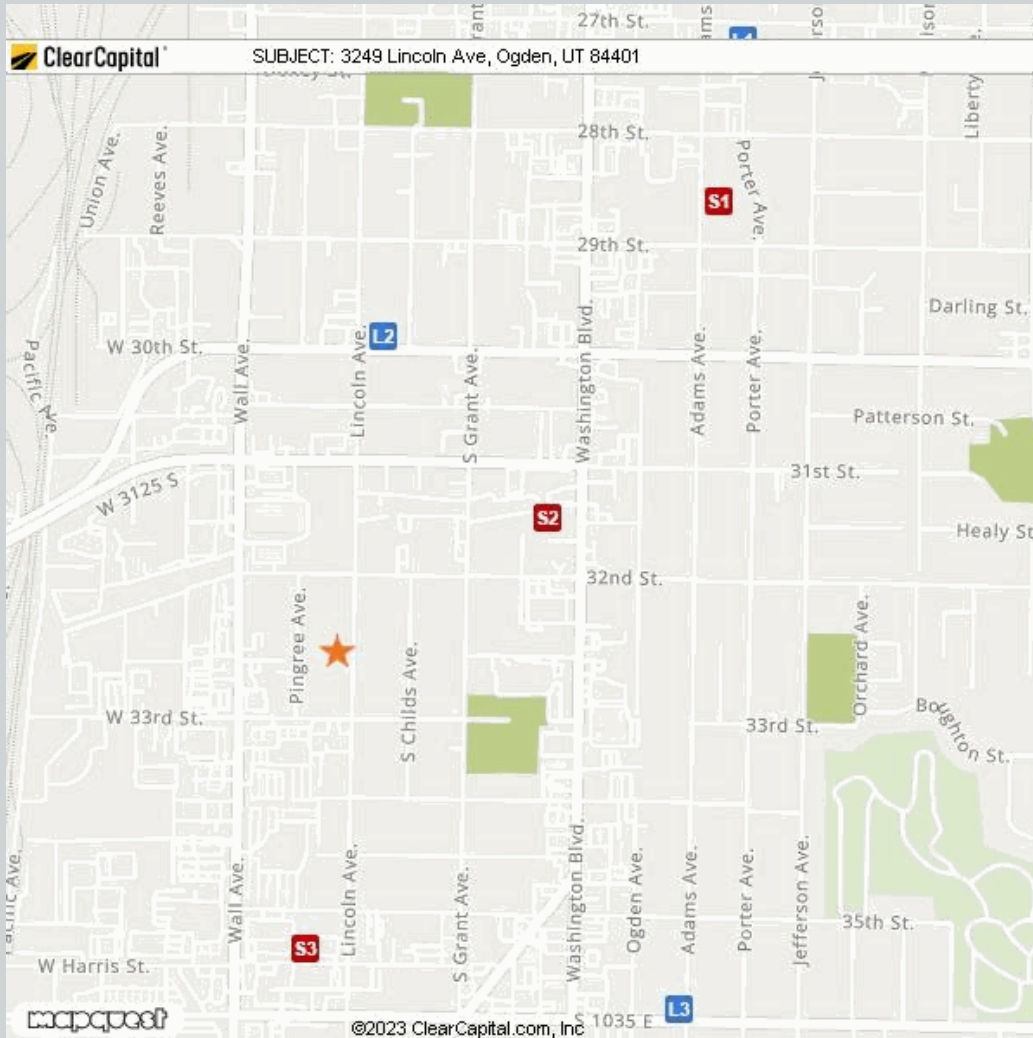 27th St.
ClearCapital
SUBJECT: 3249 Lincoln Ave, Ogden, UT 84401
28th St.
Union Ave.
Reeves Ave.
Porter Ave.
Liberty
S1
29th St.
Darling St.
L2
W 30th St.
Pacific Ave.
Wall Ave.
Lincoln Ave.
S Grant Ave.
Washington Blvd.
Adams Ave.
Porter Ave.
Patterson St.
31st St.
W 3125 S
S2
Healy St
32nd St.
Pingree Ave.
S Childs Ave.
Orchard Ave.
W 33rd St.
33rd St.
Boughton St.
Wall Ave.
Lincoln Ave.
S Grant Ave.
Washington Blvd.
Ogden Ave.
Adams Ave.
Porter Ave.
Jefferson Ave.
35th St.
S3
W Harris St.
L3
mapquest
©2023 ClearCapital.com, Inc
S 1035 E